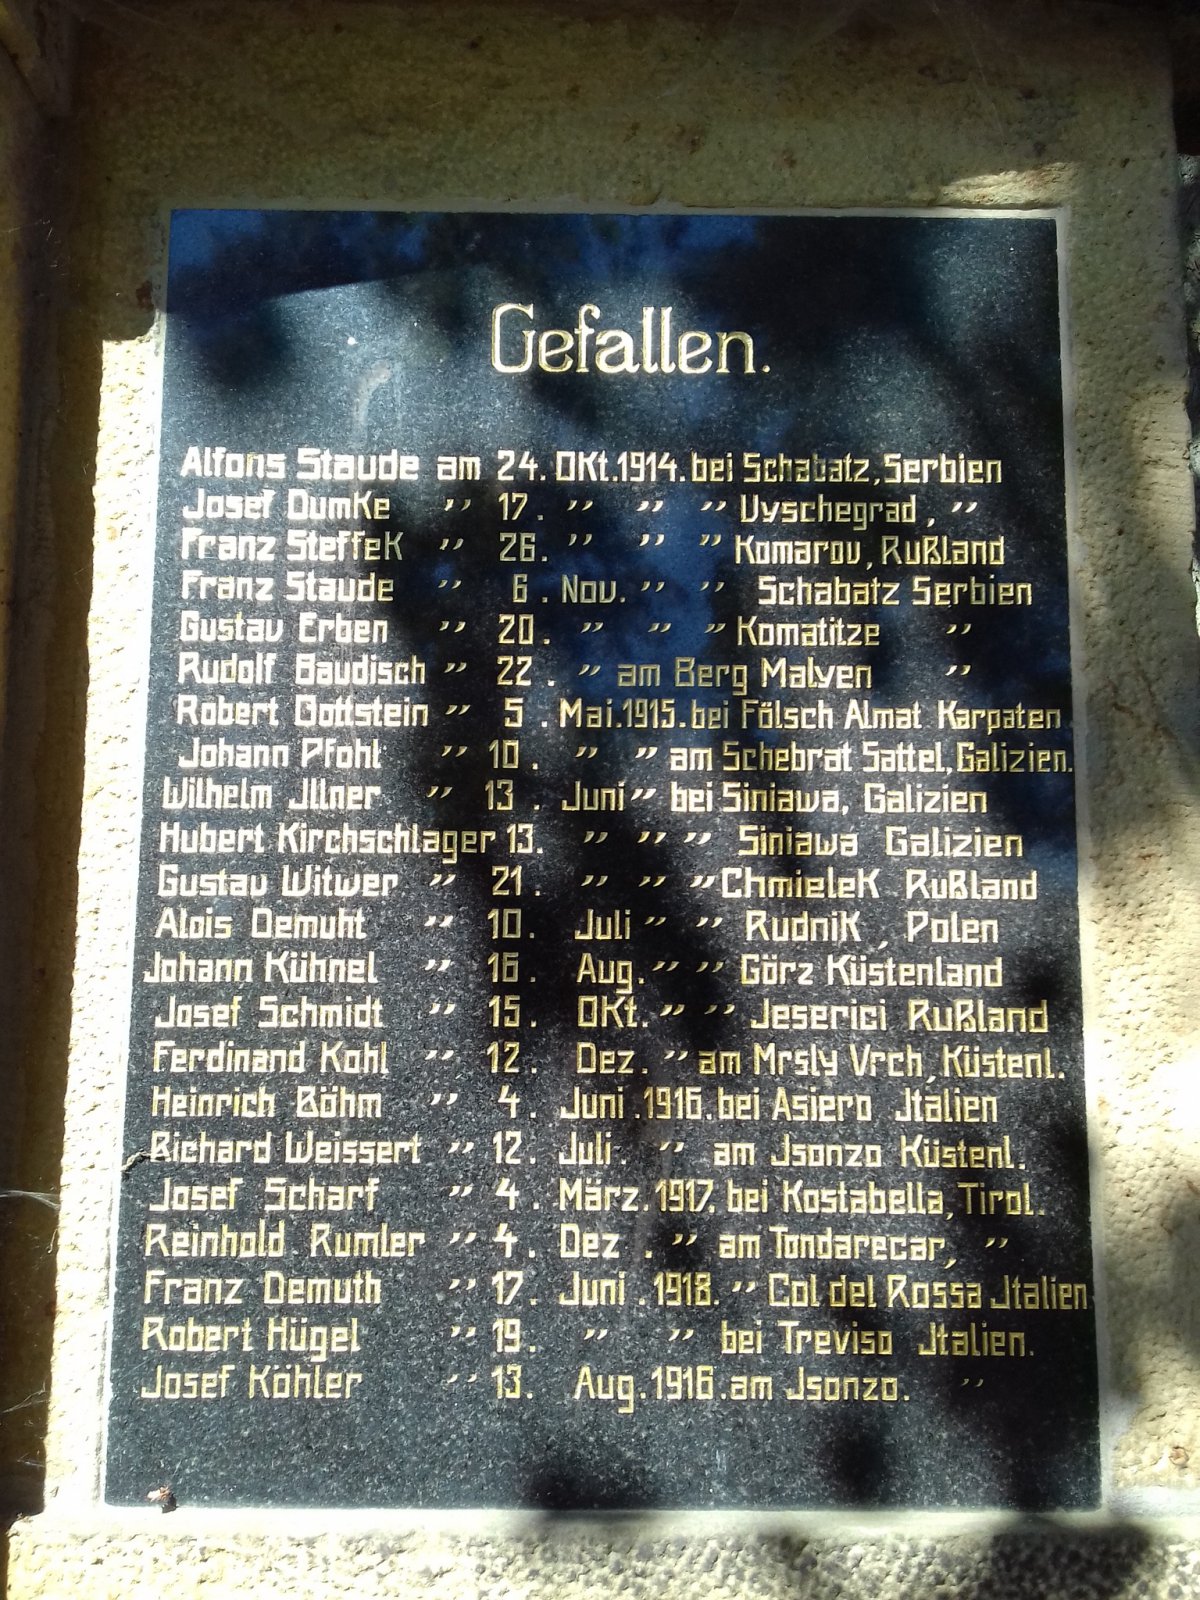 Gefallen.
Alfons Staude am 24. Okt. 1914. bei Schabatz, Serbien
Josef Dumke " 17. " " " Vyschegrad, "
Franz Steffek " 26. " " " Komarov, Rußland
Franz Staude " 6. Nov. " " Schabatz Serbien
Gustav Erben " 20. " " " Komatitze "
Rudolf Baudisch " 22. " am Berg Malyen "
Robert Gottstein " 5. Mai. 1915. bei Fölsch Almat Karpaten
Johann Pfohl " 10. " " am Schebrat Sattel, Galizien.
Wilhelm Jllner " 13. Juni " bei Siniawa, Galizien
Hubert Kirchschlager 13. " " " Siniawa Galizien
Gustav Witwer " 21. " " " Chmielek Rußland
Alois Demuht " 10. Juli " " Rudnik, Polen
Johann Kühnel " 16. Aug. " " Görz Küstenland
Josef Schmidt " 15. Okt. " " Jeserici Rußland
Ferdinand Kohl " 12. Dez. " am Mrsly Vrch, Küstenl.
Heinrich Böhm " 4. Juni. 1916. bei Asiero Jtalien
Richard Weissert " 12. Juli. " am Jsonzo Küstenl.
Josef Scharf " 4. März. 1917. bei Kostabella, Tirol.
Reinhold Rumler " 4. Dez. " am Tondarecar, "
Franz Demuth " 17. Juni. 1918. " Col del Rossa Jtalien
Robert Hügel " 19. " " bei Treviso Jtalien.
Josef Köhler " 13. Aug. 1916. am Jsonzo. "